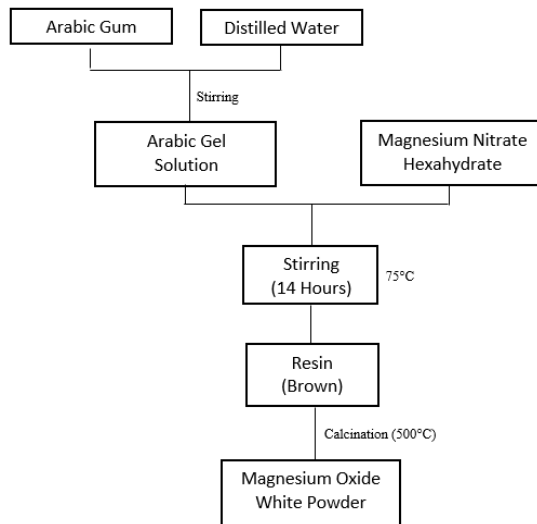 Arabic Gum
Distilled Water
Stirring
Arabic Gel
Solution
Magnesium Nitrate
Hexahydrate
Stirring
(14 Hours)
75°C
Resin
(Brown)
Calcination (500°C)
Magnesium Oxide
White Powder